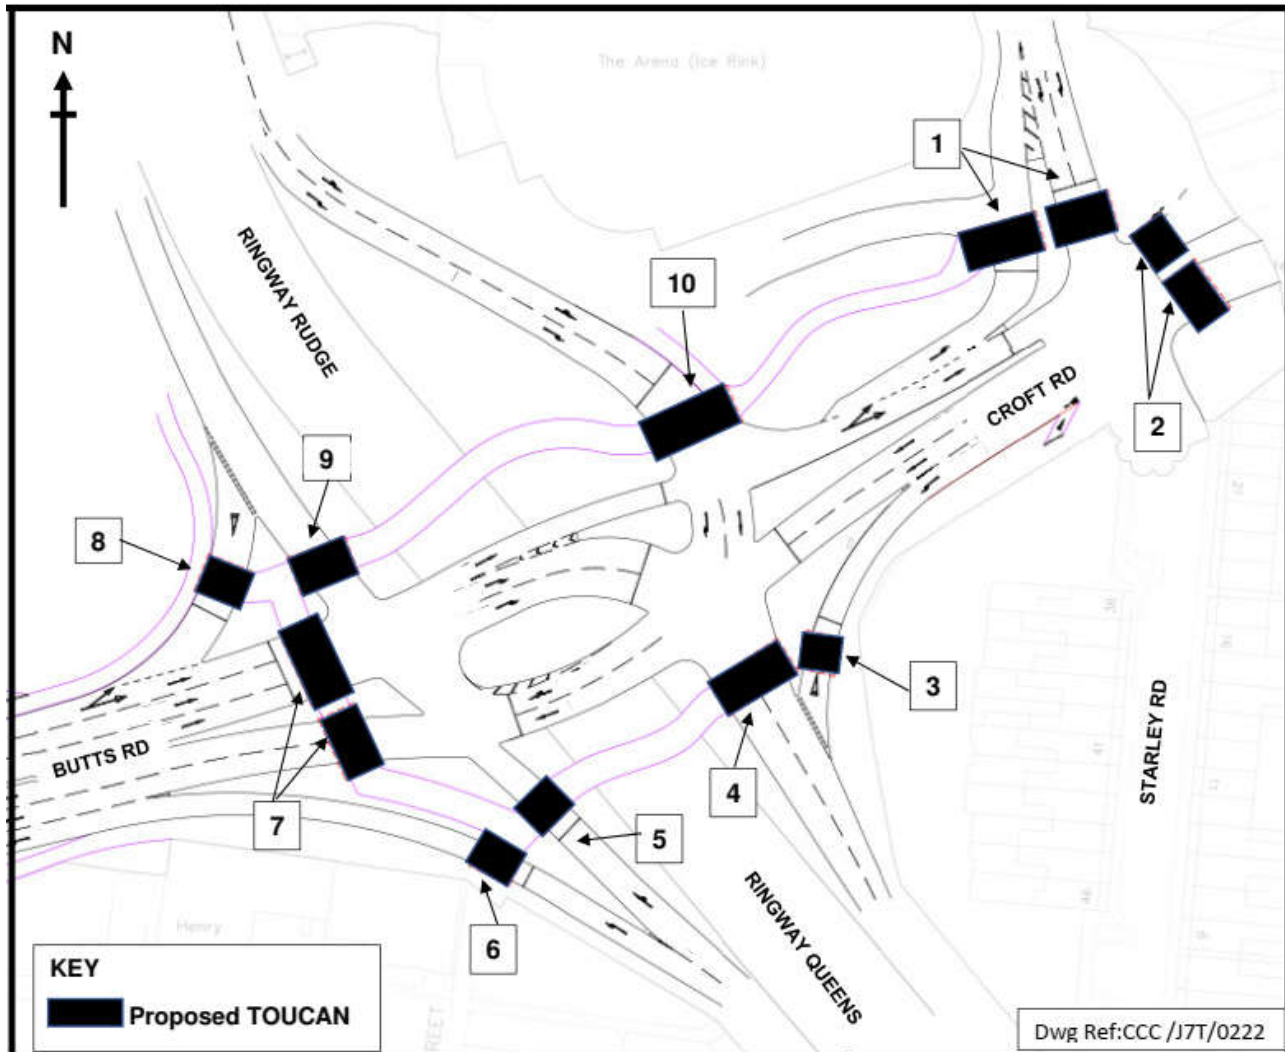 N
The Arena (Ice Rink)
1
RINGWAY RUDGE
10
CROFT RD
2
9
8
3
STARLEY RD
BUTTS RD
4
7
5
6
RINGWAY QUEENS
Henry
KEY
Proposed TOUCAN
Dwg Ref:CCC /J7T/0222